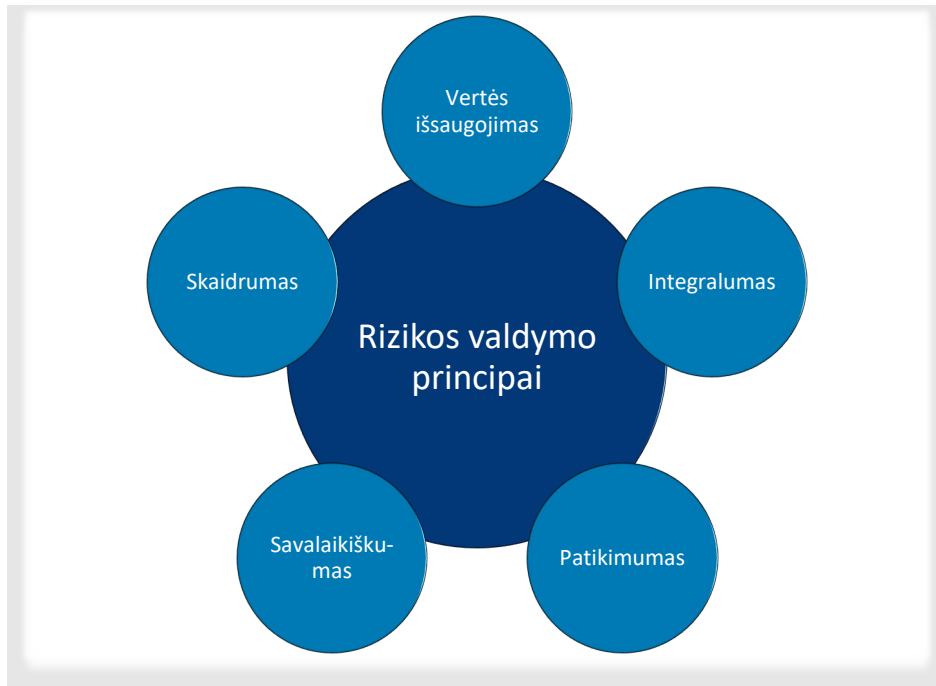 Vertės
išsaugojimas
Skaidrumas
Integralumas
Rizikos valdymo
principai
Savalaikišku-
mas
Patikimumas